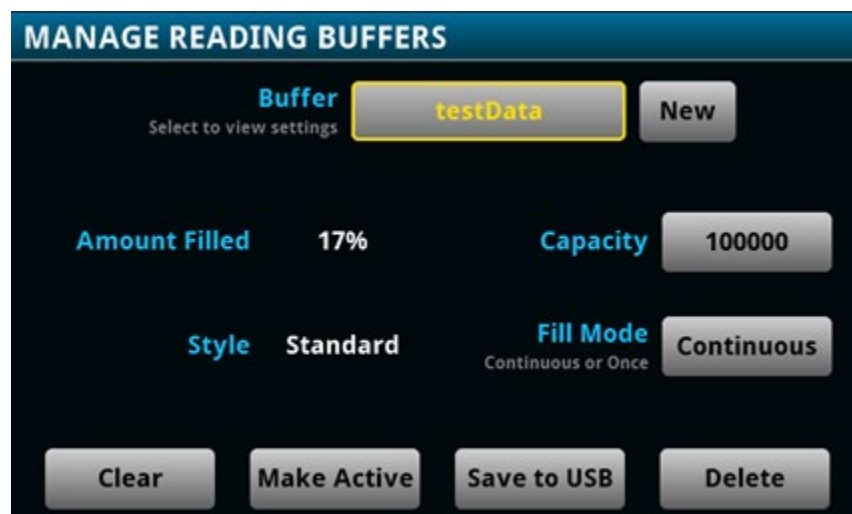 MANAGE READING BUFFERS
Buffer
Select to view settings
testData
New
Amount Filled
17%
Capacity
100000
Style
Standard
Fill Mode
Continuous or Once
Continuous
Clear
Make Active
Save to USB
Delete